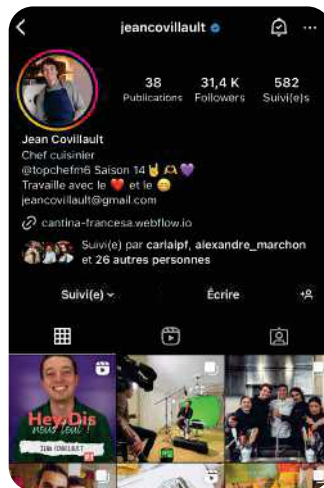 jeancovillault
38 31,4 K 582
Publications Followers Suivi(e)s
Jean Covillault
Chef cuisinier
@topchefm6 Saison 14 🤘 🫶 💜
Travaille avec le ❤️ et le 😊
jeancovillault@gmail.com
cantina-francesa.webflow.io
Suivi(e) par carlaipf, alexandre_marchon
et 26 autres personnes
Suivi(e) Écrire
Hey Dis
nous tout !
JEAN COVILLAULT